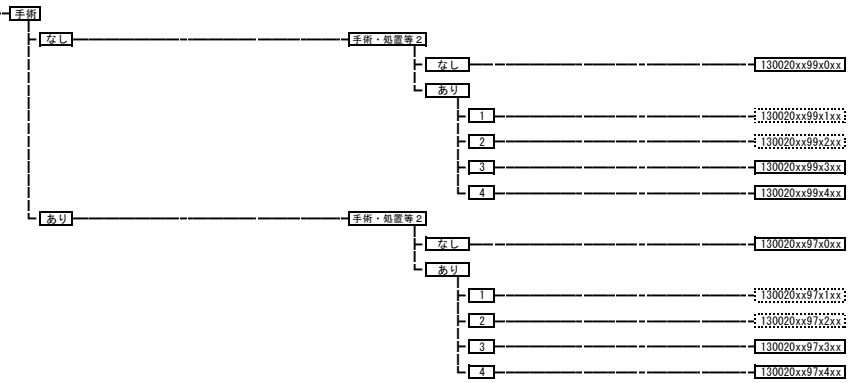 手術
なし 手術・処置等2
なし 130020xx99x0xx
あり
1 130020xx99x1xx
2 130020xx99x2xx
3 130020xx99x3xx
4 130020xx99x4xx
あり 手術・処置等2
なし 130020xx97x0xx
あり
1 130020xx97x1xx
2 130020xx97x2xx
3 130020xx97x3xx
4 130020xx97x4xx